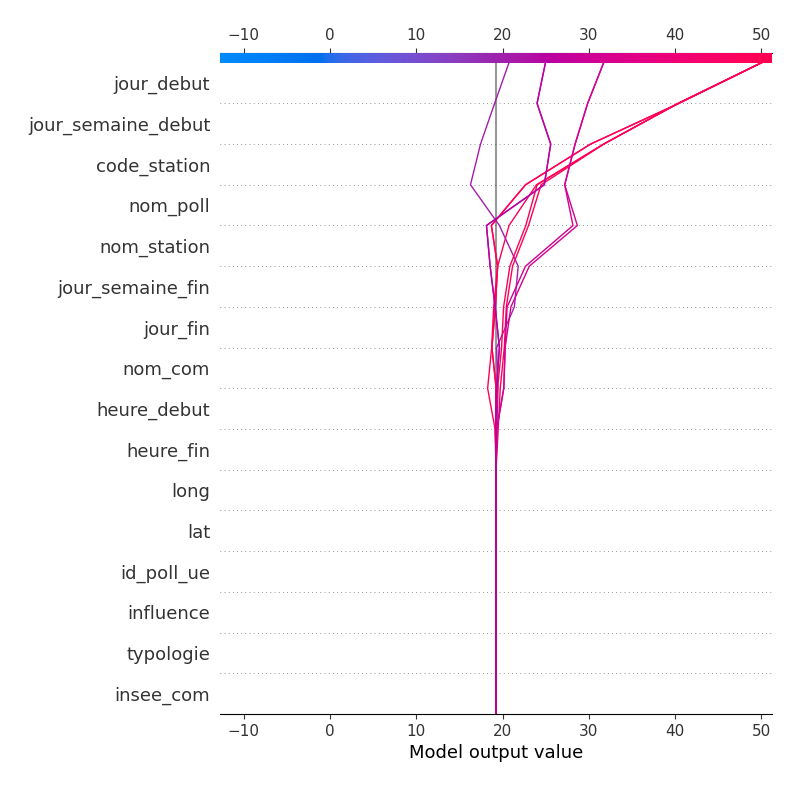 −10 0 10 20 30 40 50
jour_debut
jour_semaine_debut
code_station
nom_poll
nom_station
jour_semaine_fin
jour_fin
nom_com
heure_debut
heure_fin
long
lat
id_poll_ue
influence
typologie
insee_com
−10 0 10 20 30 40 50
Model output value